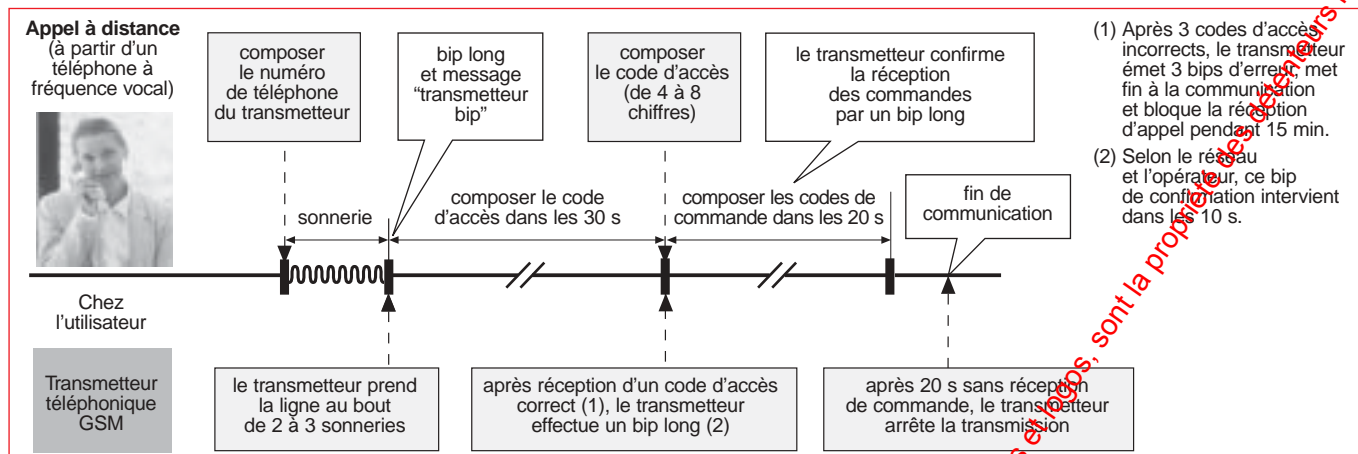 Appel à distance
(à partir d'un
téléphone à
fréquence vocal)
composer
le numéro
de téléphone
du transmetteur
bip long
et message
“transmetteur
bip”
composer
le code d'accès
(de 4 à 8
chiffres)
le transmetteur confirme
la réception
des commandes
par un bip long
(1) Après 3 codes d'accès
incorrects, le transmetteur
émet 3 bips d'erreur, met
fin à la communication
et bloque la réception
d'appel pendant 15 min.
(2) Selon le réseau
et l'opérateur, ce bip
de confirmation intervient
dans les 10 s.
sonnerie
composer le code
d'accès dans les 30 s
composer les codes de
commande dans les 20 s
fin de
communication
Chez
l'utilisateur
Transmetteur
téléphonique
GSM
le transmetteur prend
la ligne au bout
de 2 à 3 sonneries
après réception d'un code d'accès
correct (1), le transmetteur
effectue un bip long (2)
après 20 s sans réception
de commande, le transmetteur
arrête la transmission
et logos, sont la propriété des détenteurs